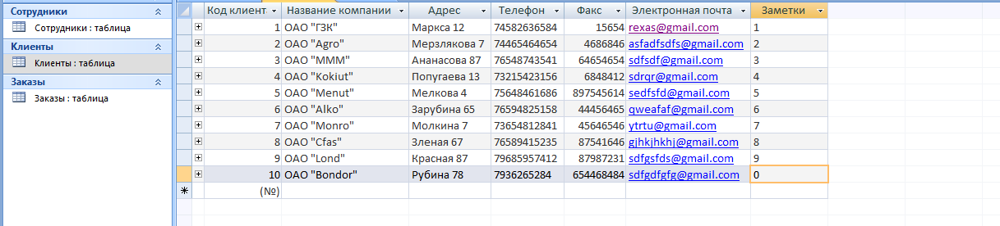 Сотрудники
Сотрудники : таблица
Клиенты
Клиенты : таблица
Заказы
Заказы : таблица
Код клиента Название компании Адрес Телефон Факс Электронная почта Заметки
1 ОАО "ГЗК" Маркса 12 74582636584 15654 rexas@gmail.com 1
2 ОАО "Agro" Мерзлякова 7 74465464654 4686846 asfadfsdfs@gmail.com 2
3 ОАО "МММ" Ананасова 87 76548743541 64654654 sdfsdf@gmail.com 3
4 ОАО "Kokiut" Попугаева 13 73215423156 6848412 sdrqr@gmail.com 4
5 ОАО "Menut" Мелкова 4 75648461686 897545614 sedfsfd@gmail.com 5
6 ОАО "Alko" Зарубина 65 76594825158 44456465 qweafaf@gmail.com 6
7 ОАО "Monro" Молкина 7 73654812841 45646546 ytrtu@gmail.com 7
8 ОАО "Cfas" Зленая 67 76589415235 87541646 gjhkjhkhj@gmail.com 8
9 ОАО "Lond" Красная 87 79685957412 87987231 sdfgsfds@gmail.com 9
10 ОАО "Bondor" Рубина 78 7936265284 654468484 sdfgdfgfg@gmail.com 0
(№)